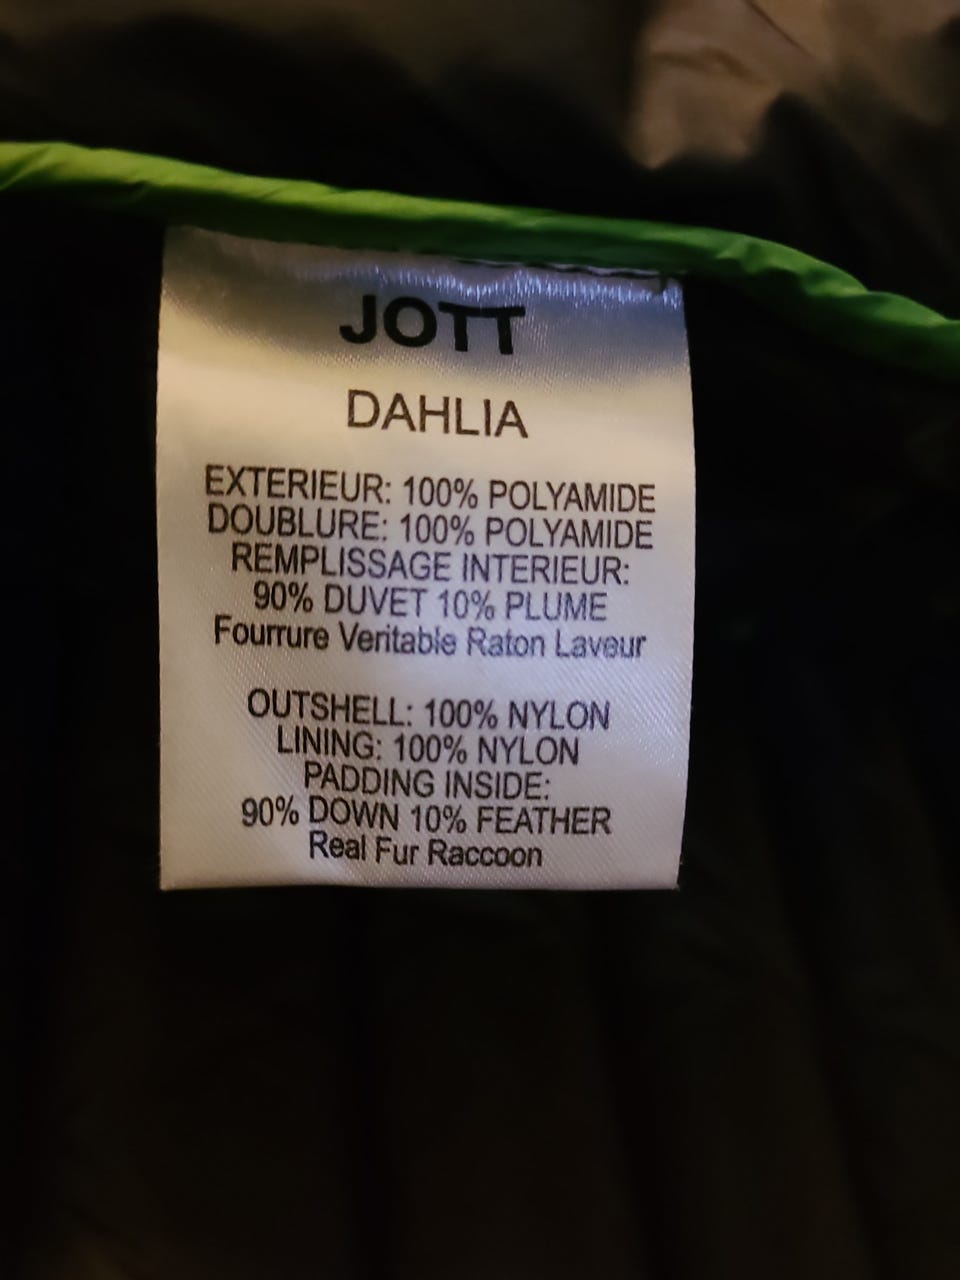 JOTT
DAHLIA
EXTERIEUR: 100% POLYAMIDE
DOUBLURE: 100% POLYAMIDE
REMPLISSAGE INTERIEUR:
90% DUVET 10% PLUME
Fourrure Veritable Raton Laveur
OUTSHELL: 100% NYLON
LINING: 100% NYLON
PADDING INSIDE:
90% DOWN 10% FEATHER
Real Fur Raccoon